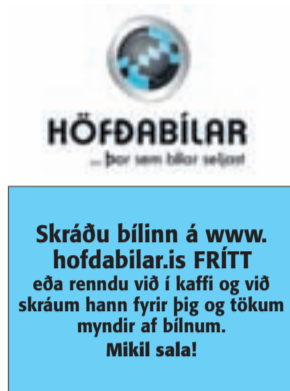 HÖFÐABÍLAR
... þar sem bílar seljast
Skráðu bílinn á www.
hofdabilar.is FRÍTT
eða renndu við í kaffi og við
skráum hann fyrir þig og tökum
myndir af bílnum.
Mikil sala!